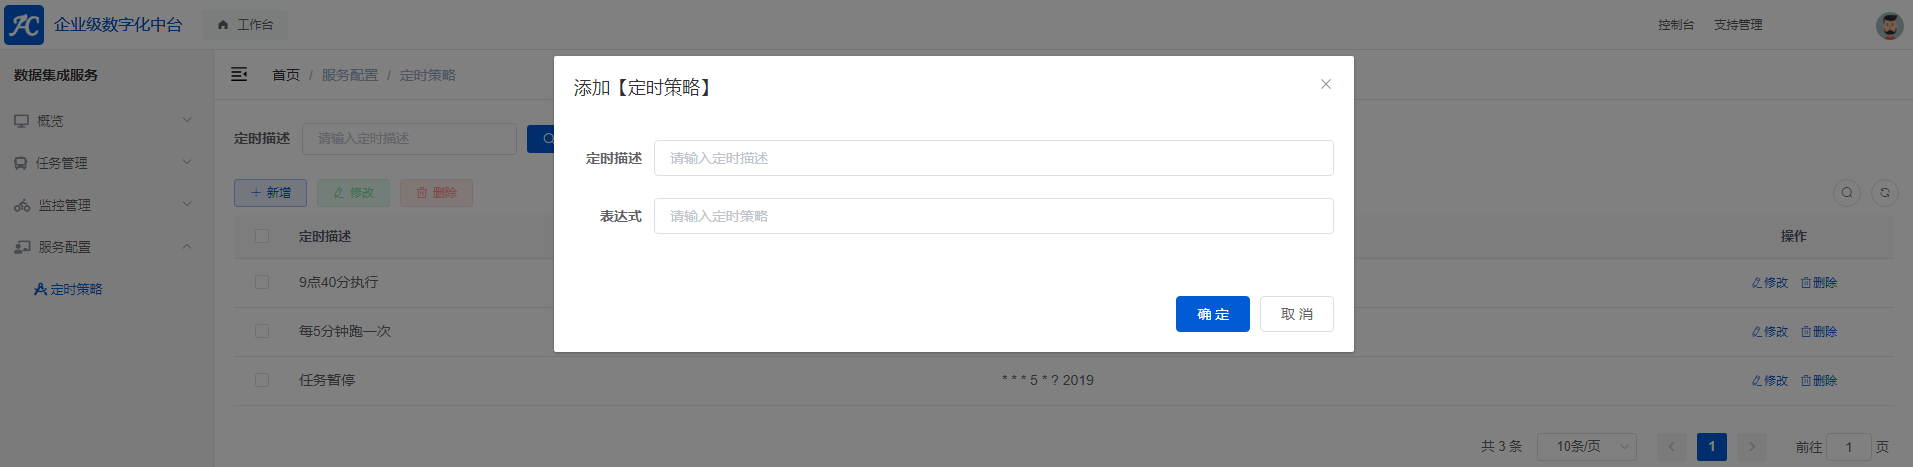 企业级数字化中台
工作台
控制台 支持管理
数据集成服务
首页 / 服务配置 / 定时策略
概览
任务管理
监控管理
服务配置
定时策略
定时描述 请输入定时描述
新增 修改 删除
定时描述 操作
9点40分执行 修改 删除
每5分钟跑一次 修改 删除
任务暂停 * * * 5 * ? 2019 修改 删除
共 3 条 10条/页 1 前往 1 页
添加【定时策略】
定时描述 请输入定时描述
表达式 请输入定时策略
确 定 取 消